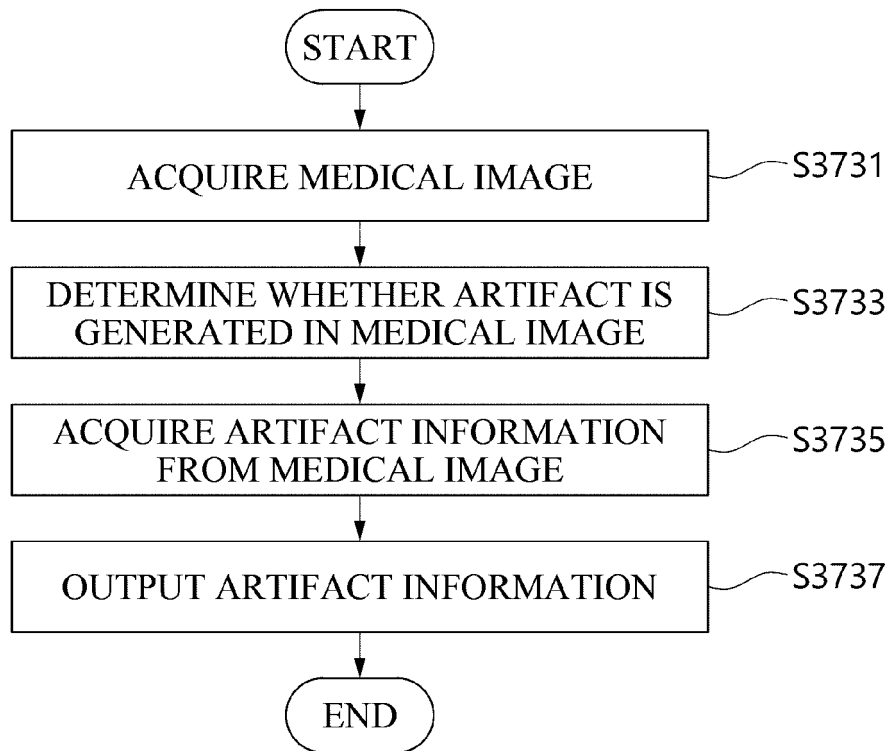 START
ACQUIRE MEDICAL IMAGE
S3731
DETERMINE WHETHER ARTIFACT IS
GENERATED IN MEDICAL IMAGE
S3733
ACQUIRE ARTIFACT INFORMATION
FROM MEDICAL IMAGE
S3735
OUTPUT ARTIFACT INFORMATION
S3737
END